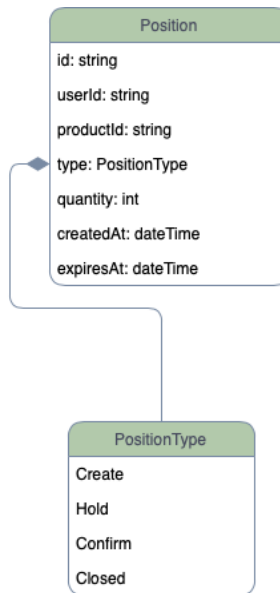 Position
id: string
userId: string
productId: string
type: PositionType
quantity: int
createdAt: dateTime
expiresAt: dateTime
PositionType
Create
Hold
Confirm
Closed